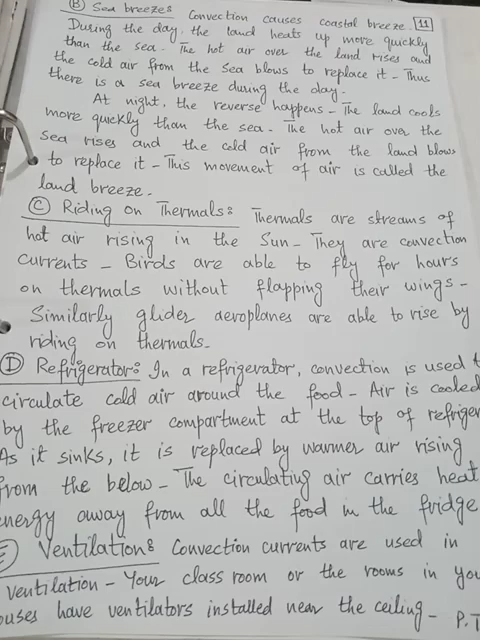 (B) Sea breeze: Convection causes coastal breeze. 11
During the day, the land heats up more quickly
than the sea. The hot air over the land rises and
the cold air from the sea blows to replace it. Thus
there is a sea breeze during the day.
At night, the reverse happens. The land cools
more quickly than the sea. The hot air over the
sea rises and the cold air from the land blows
to replace it. This movement of air is called the
land breeze.
(C) Riding on Thermals: Thermals are streams of
hot air rising in the Sun. They are convection
currents. Birds are able to fly for hours
on thermals without flapping their wings.
Similarly glider aeroplanes are able to rise by
riding on thermals.
(D) Refrigerator: In a refrigerator, convection is used t
circulate cold air around the food. Air is cooled
by the freezer compartment at the top of refriger
As it sinks, it is replaced by warmer air rising
from the below. The circulating air carries heat
energy away from all the food in the fridge
E Ventilation: Convection currents are used in
ventilation. Your class room or the rooms in you
ouses have ventilators installed near the ceiling. P.T